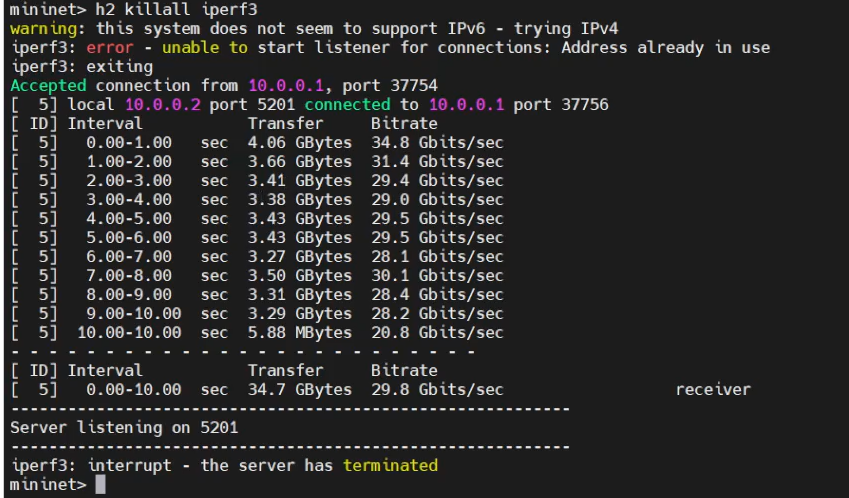 mininet> h2 killall iperf3
warning: this system does not seem to support IPv6 - trying IPv4
iperf3: error - unable to start listener for connections: Address already in use
iperf3: exiting
Accepted connection from 10.0.0.1, port 37754
[  5] local 10.0.0.2 port 5201 connected to 10.0.0.1 port 37756
[ ID] Interval           Transfer     Bitrate
[  5]   0.00-1.00   sec  4.06 GBytes  34.8 Gbits/sec
[  5]   1.00-2.00   sec  3.66 GBytes  31.4 Gbits/sec
[  5]   2.00-3.00   sec  3.41 GBytes  29.4 Gbits/sec
[  5]   3.00-4.00   sec  3.38 GBytes  29.0 Gbits/sec
[  5]   4.00-5.00   sec  3.43 GBytes  29.5 Gbits/sec
[  5]   5.00-6.00   sec  3.43 GBytes  29.5 Gbits/sec
[  5]   6.00-7.00   sec  3.27 GBytes  28.1 Gbits/sec
[  5]   7.00-8.00   sec  3.50 GBytes  30.1 Gbits/sec
[  5]   8.00-9.00   sec  3.31 GBytes  28.4 Gbits/sec
[  5]   9.00-10.00  sec  3.29 GBytes  28.2 Gbits/sec
[  5]  10.00-10.00  sec  5.88 MBytes  20.8 Gbits/sec
- - - - - - - - - - - - - - - - - - - - - - - - -
[ ID] Interval           Transfer     Bitrate
[  5]   0.00-10.00  sec  34.7 GBytes  29.8 Gbits/sec                  receiver
-----------------------------------------------------------
Server listening on 5201
-----------------------------------------------------------
iperf3: interrupt - the server has terminated
mininet>